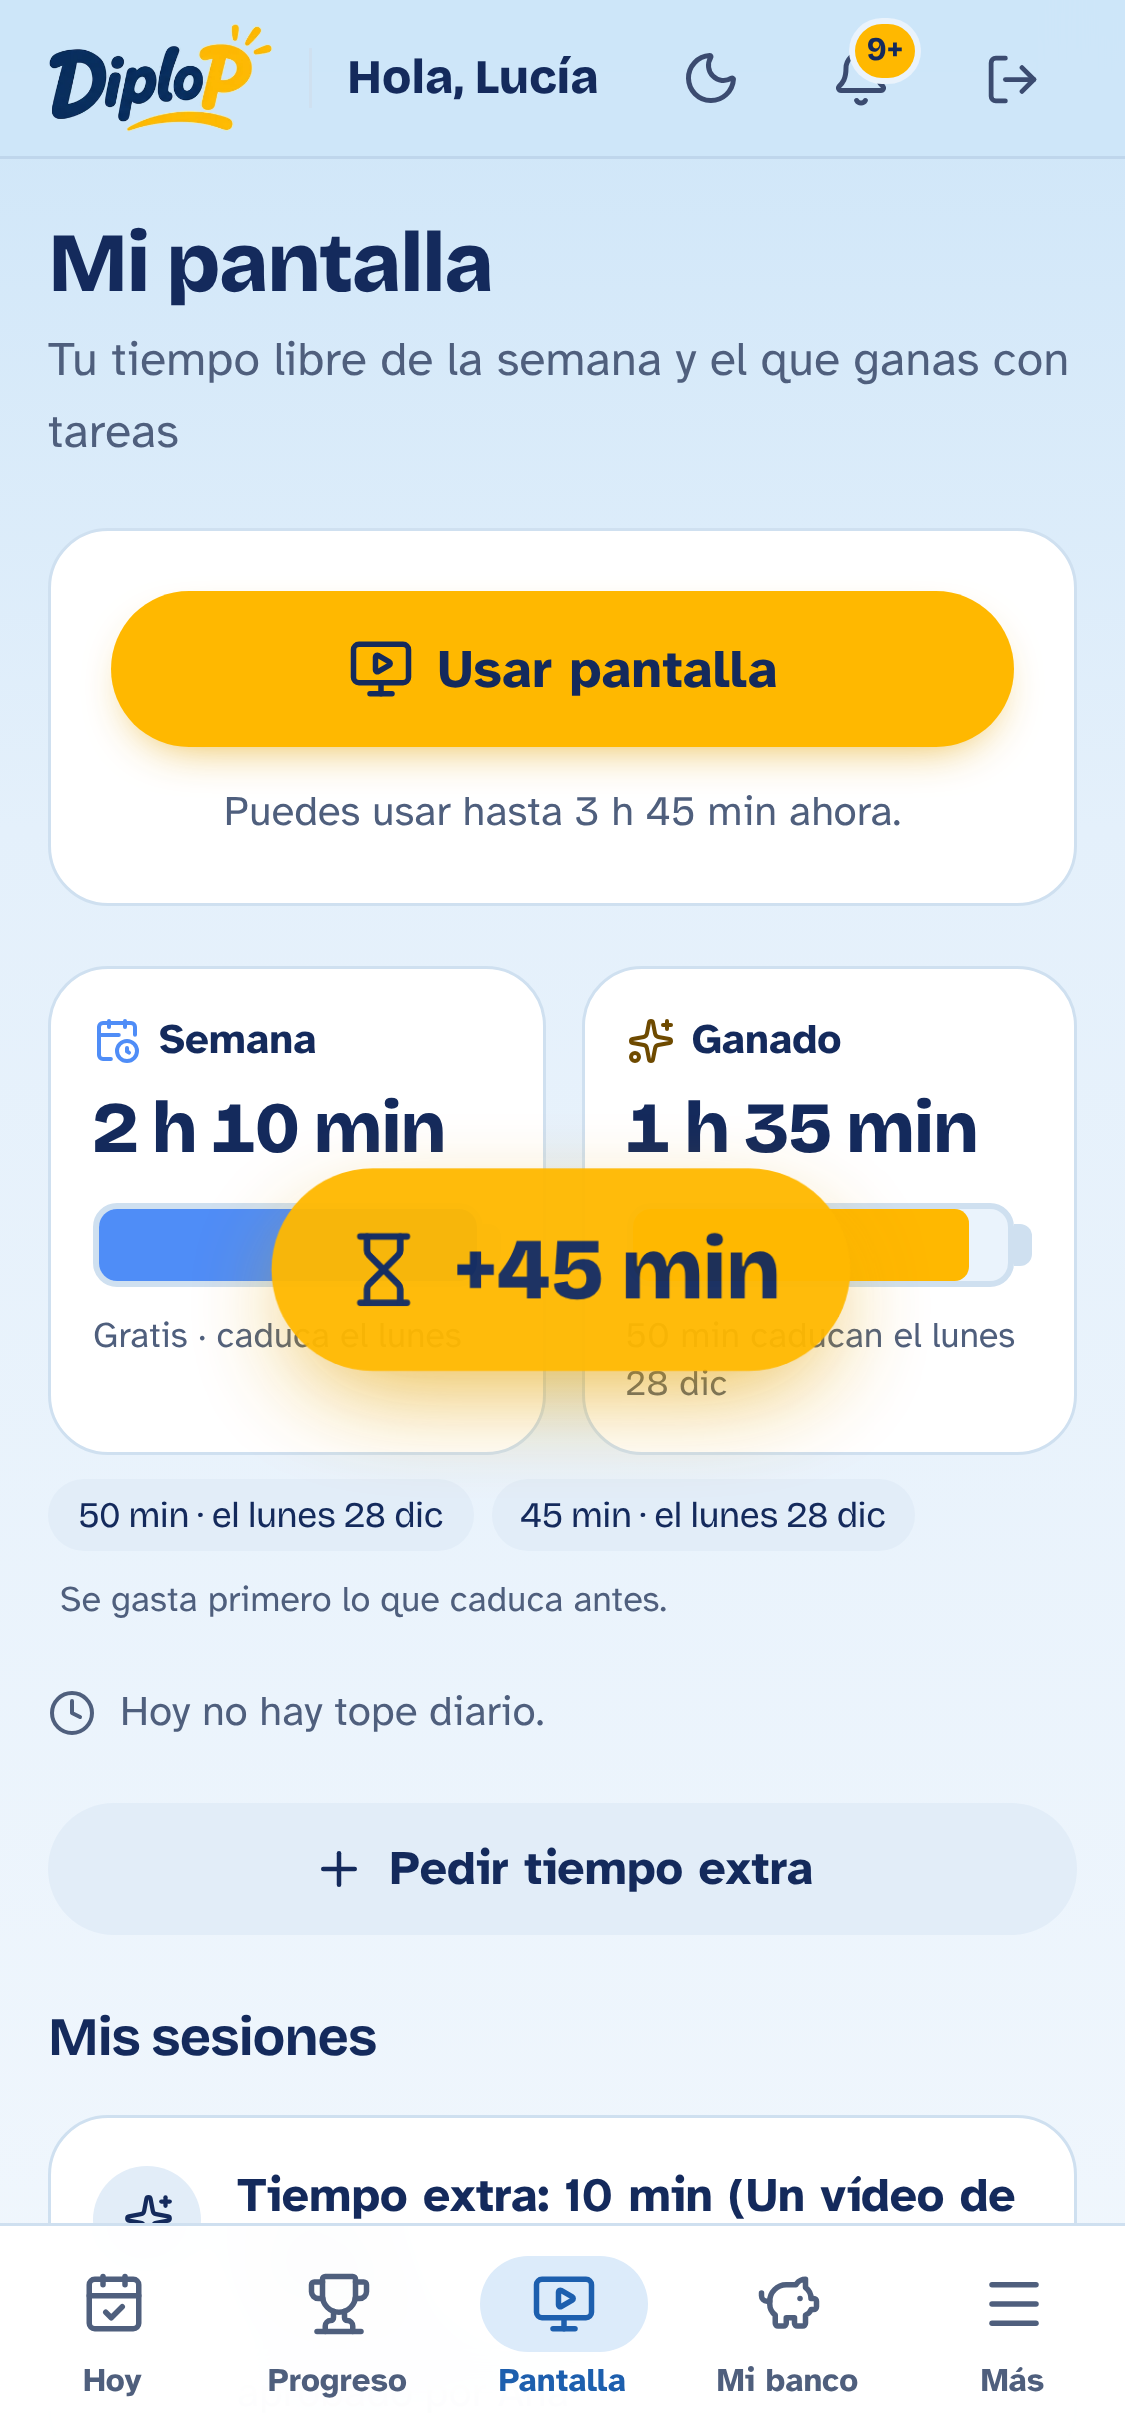 DiploP
Hola, Lucía
9+
Mi pantalla
Tu tiempo libre de la semana y el que ganas con
tareas
Usar pantalla
Puedes usar hasta 3 h 45 min ahora.
Semana
2 h 10 min
Gratis · caduca el lunes
Ganado
1 h 35 min
50 min caducan el lunes
28 dic
+45 min
50 min · el lunes 28 dic
45 min · el lunes 28 dic
Se gasta primero lo que caduca antes.
Hoy no hay tope diario.
Pedir tiempo extra
Mis sesiones
Tiempo extra: 10 min (Un vídeo de
Hoy
Progreso
Pantalla
Mi banco
Más